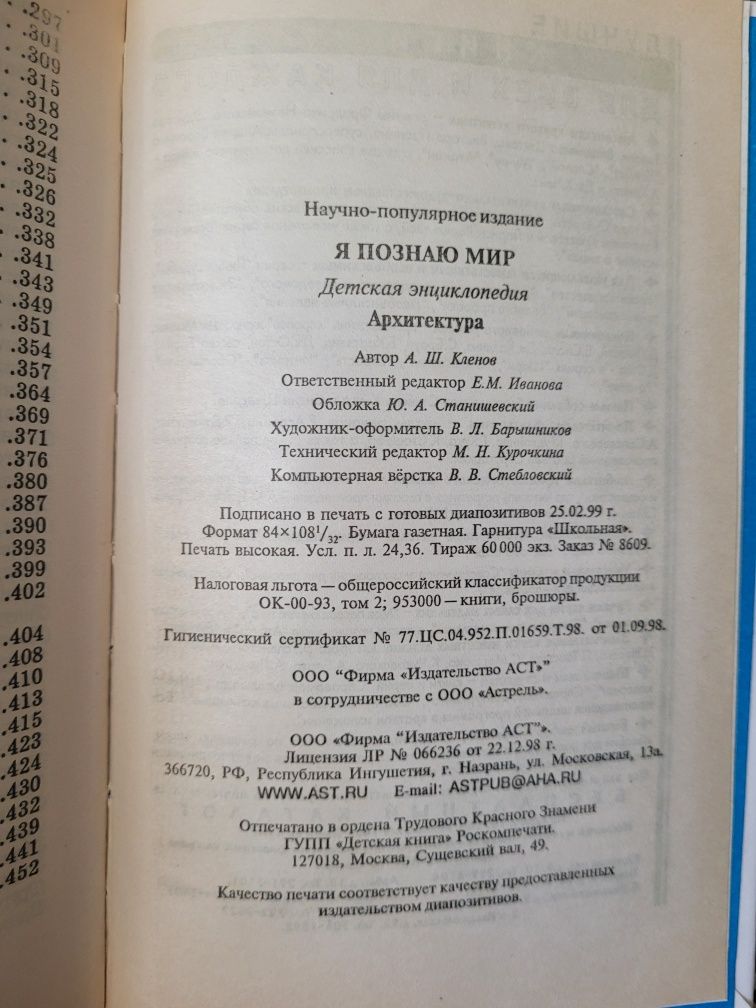 .297
.301
.309
.315
.318
.322
.324
.325
.326
.332
.338
.341
.343
.349
.351
.354
.357
.364
.369
.371
.376
.380
.387
.390
.393
.399
.402
.404
.408
.410
.413
.415
.423
.424
.430
.432
.439
.441
.452
Научно-популярное издание
Я ПОЗНАЮ МИР
Детская энциклопедия
Архитектура
Автор А. Ш. Кленов
Ответственный редактор Е.М. Иванова
Обложка Ю. А. Станишевский
Художник-оформитель В. Л. Барышников
Технический редактор М. Н. Курочкина
Компьютерная вёрстка В. В. Стебловский
Подписано в печать с готовых диапозитивов 25.02.99 г.
Формат 84×108¹/₃₂. Бумага газетная. Гарнитура «Школьная».
Печать высокая. Усл. п. л. 24,36. Тираж 60 000 экз. Заказ № 8609.
Налоговая льгота — общероссийский классификатор продукции
ОК-00-93, том 2; 953000 — книги, брошюры.
Гигиенический сертификат № 77.ЦС.04.952.П.01659.Т.98. от 01.09.98.
ООО “Фирма «Издательство АСТ»”
в сотрудничестве с ООО «Астрель».
ООО «Фирма “Издательство АСТ”».
Лицензия ЛР № 066236 от 22.12.98 г.
366720, РФ, Республика Ингушетия, г. Назрань, ул. Московская, 13а.
WWW.AST.RU E-mail: ASTPUB@AHA.RU
Отпечатано в ордена Трудового Красного Знамени
ГУПП «Детская книга» Роскомпечати.
127018, Москва, Сущевский вал, 49.
Качество печати соответствует качеству предоставленных
издательством диапозитивов.